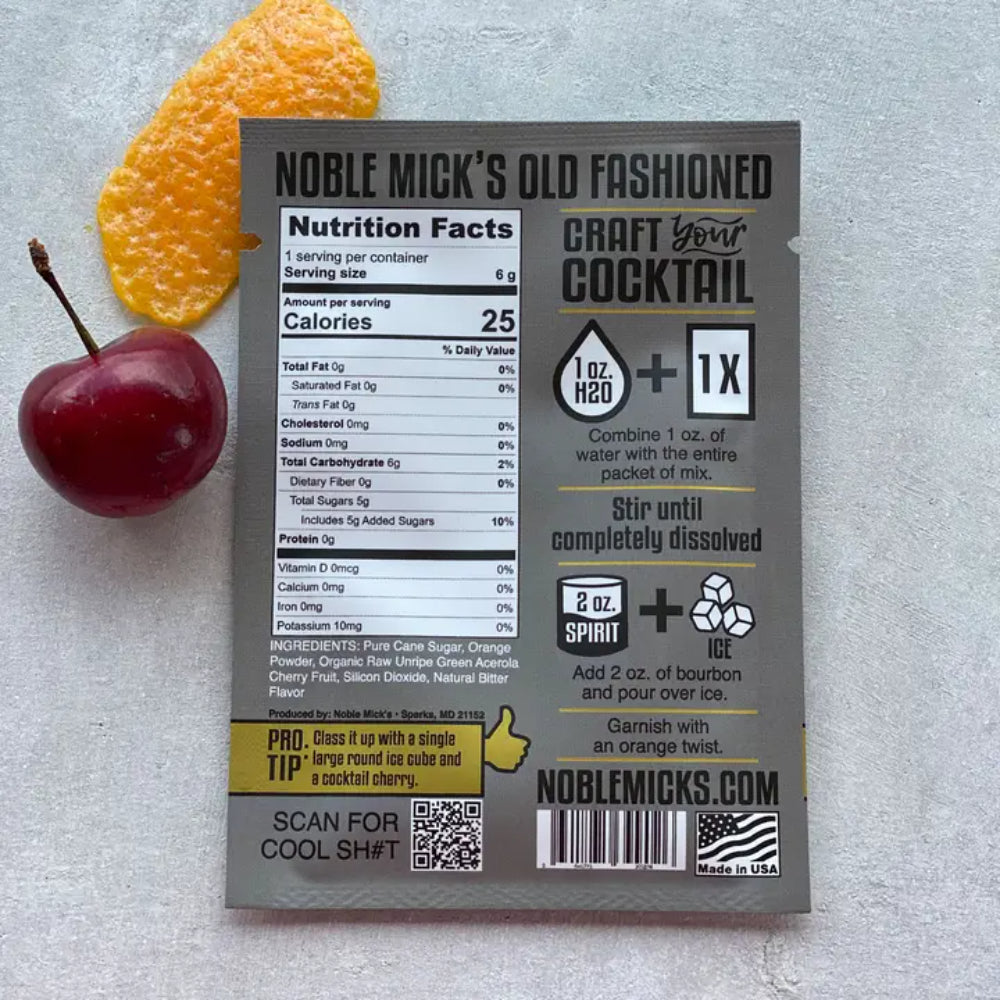 NOBLE MICK'S OLD FASHIONED
Nutrition Facts
1 serving per container
Serving size 6 g
Amount per serving
Calories 25
% Daily Value
Total Fat 0g 0%
Saturated Fat 0g 0%
Trans Fat 0g
Cholesterol 0mg 0%
Sodium 0mg 0%
Total Carbohydrate 6g 2%
Dietary Fiber 0g 0%
Total Sugars 5g
Includes 5g Added Sugars 10%
Protein 0g
Vitamin D 0mcg 0%
Calcium 0mg 0%
Iron 0mg 0%
Potassium 10mg 0%
INGREDIENTS: Pure Cane Sugar, Orange
Powder, Organic Raw Unripe Green Acerola
Cherry Fruit, Silicon Dioxide, Natural Bitter
Flavor
Produced by: Noble Mick's • Sparks, MD 21152
PRO TIP: Class it up with a single
large round ice cube and
a cocktail cherry.
SCAN FOR
COOL SH#T
CRAFT Your
COCKTAIL
1 oz.
H20
+
1X
Combine 1 oz. of
water with the entire
packet of mix.
Stir until
completely dissolved
2 oz.
SPIRIT
+
ICE
Add 2 oz. of bourbon
and pour over ice.
Garnish with
an orange twist.
NOBLEMICKS.COM
Made in USA